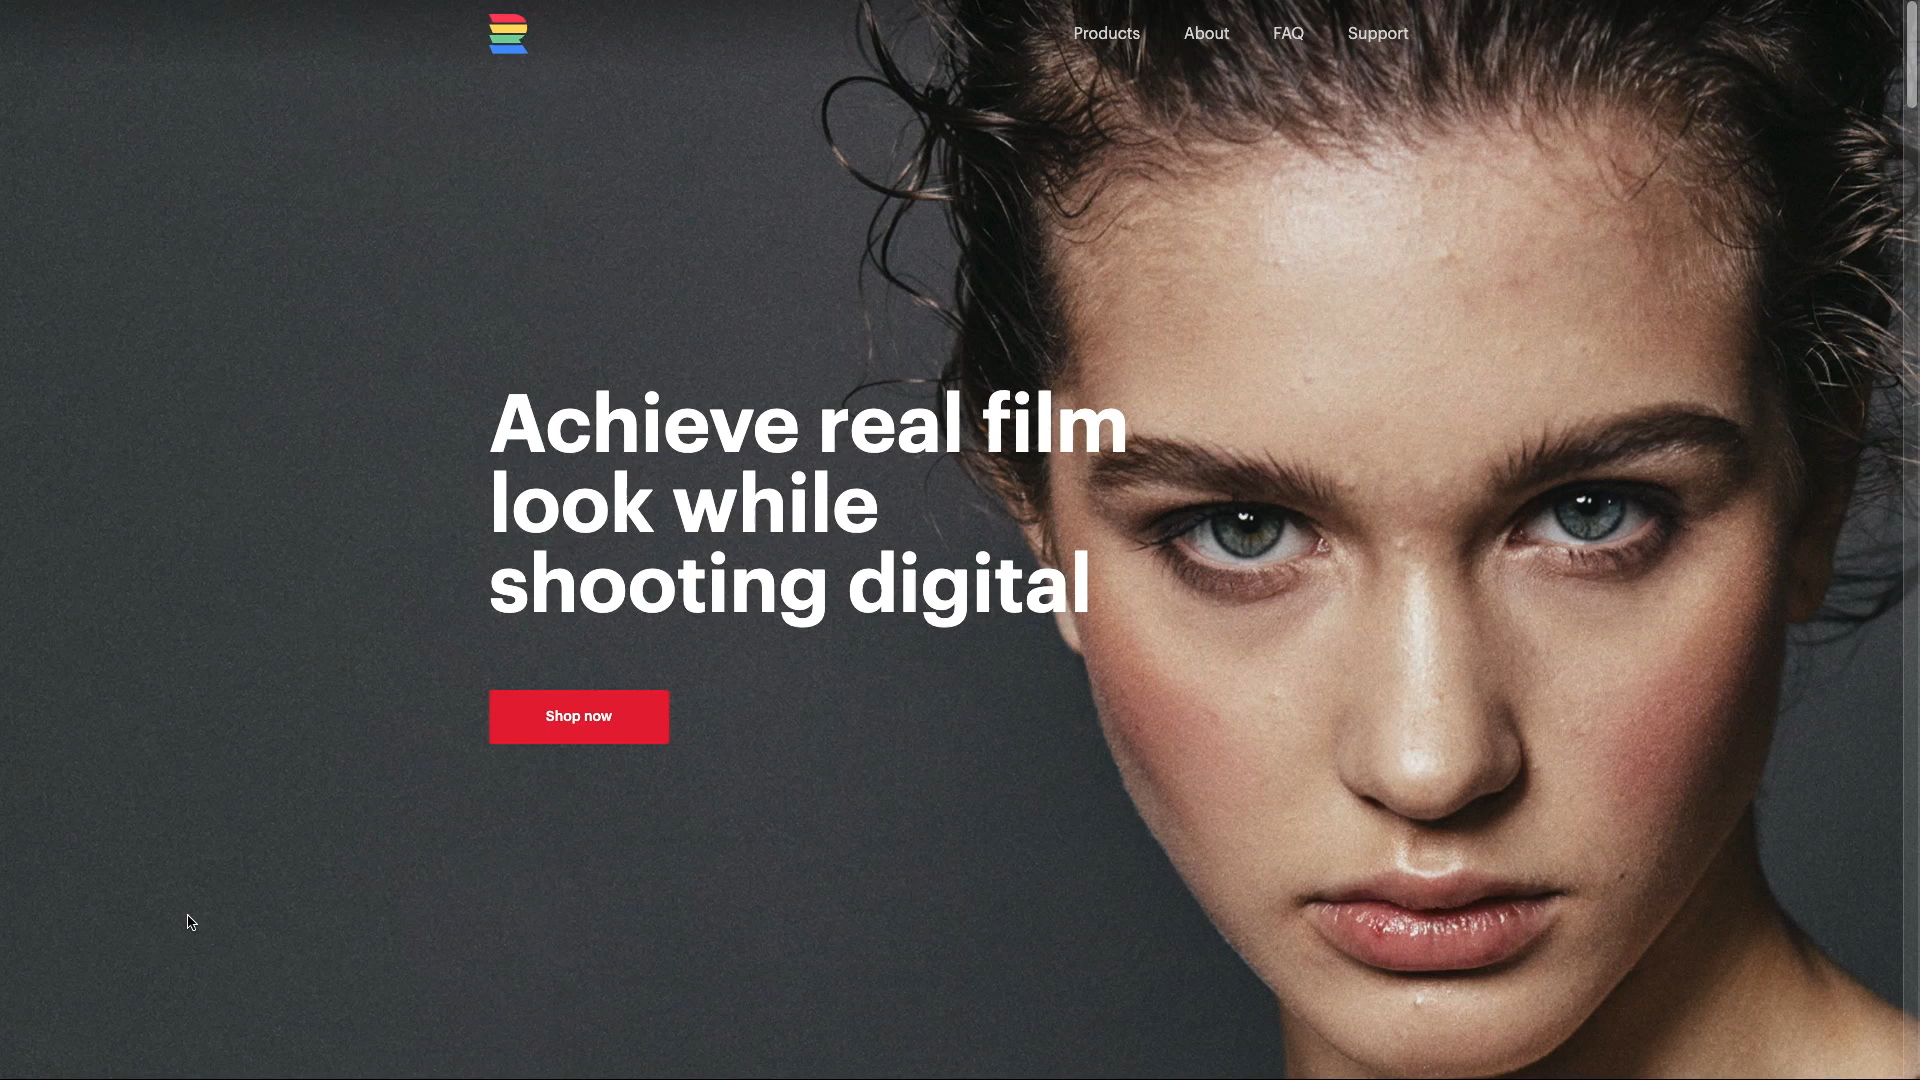 Products About FAQ Support
Achieve real film
look while
shooting digital
Shop now